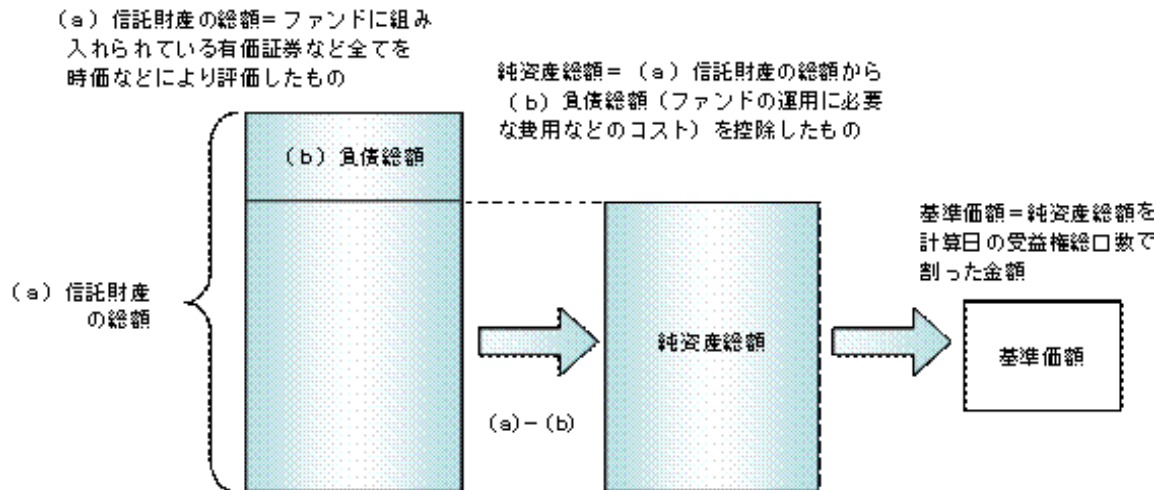 (a)信託財産の総額=ファンドに組み
入れられている有価証券など全てを
時価などにより評価したもの
純資産総額=(a)信託財産の総額から
(b)負債総額(ファンドの運用に必要
な費用などのコスト)を控除したもの
(b)負債総額
基準価額=純資産総額を
計算日の受益権総口数で
割った金額
(a)信託財産
の総額
純資産総額
基準価額
(a)-(b)